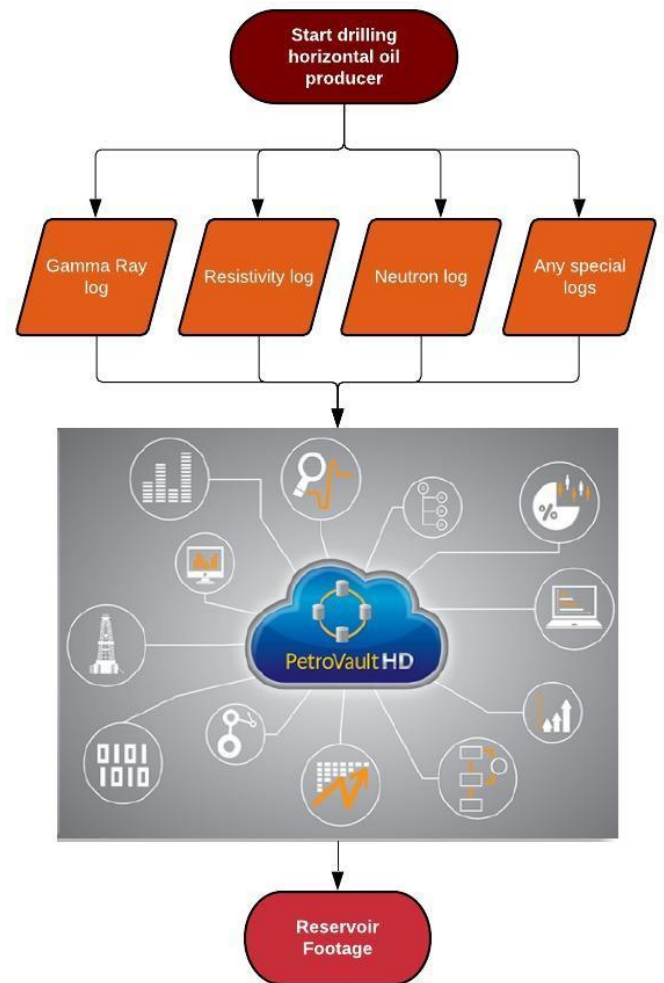 Start drilling
horizontal oil
producer
Gamma Ray
log
Resistivity log
Neutron log
Any special
logs
%
PetroVault HD
0101
1010
Reservoir
Footage